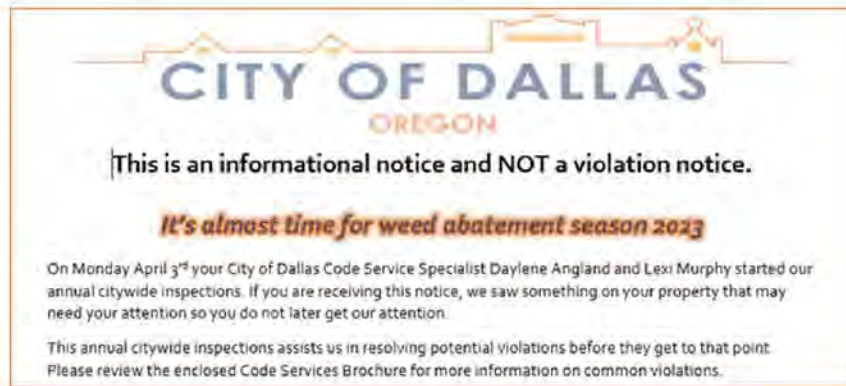 CITY OF DALLAS
OREGON
This is an informational notice and NOT a violation notice.
It's almost time for weed abatement season 2023
On Monday April 3rd your City of Dallas Code Service Specialist Daylene Angland and Lexi Murphy started our
annual citywide inspections. If you are receiving this notice, we saw something on your property that may
need your attention so you do not later get our attention.
This annual citywide inspections assists us in resolving potential violations before they get to that point.
Please review the enclosed Code Services Brochure for more information on common violations.